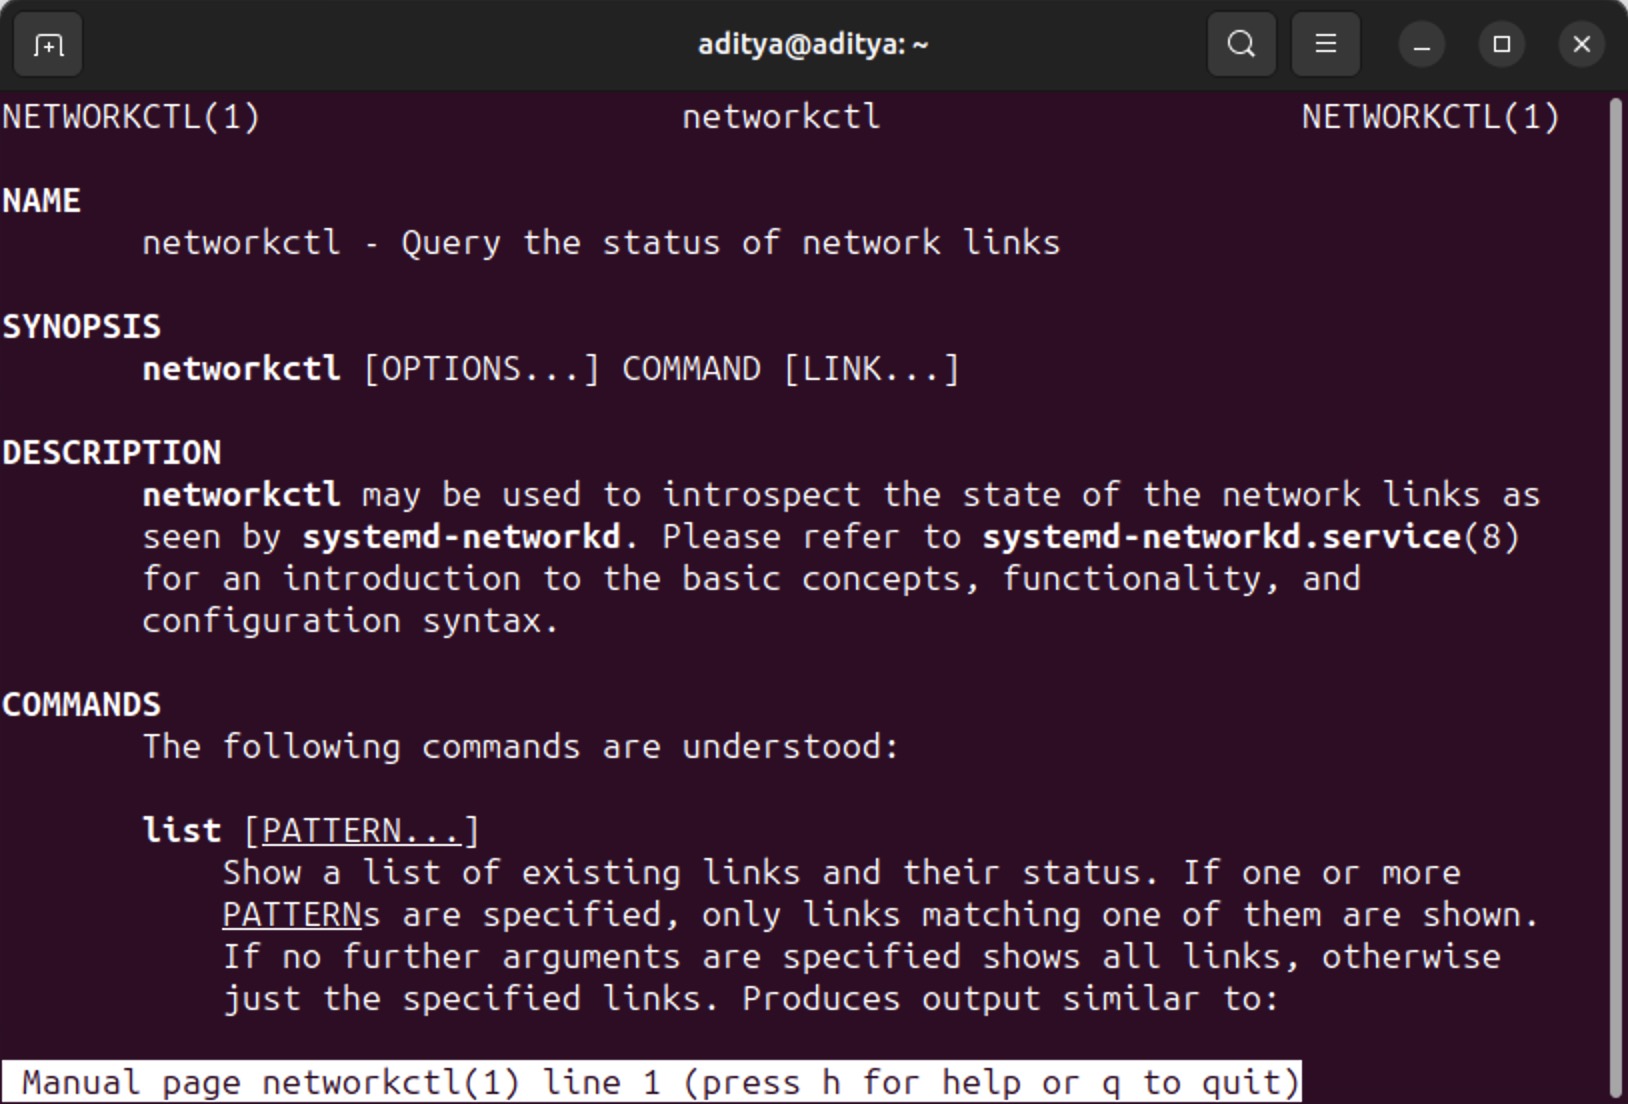 aditya@aditya: ~
NETWORKCTL(1) networkctl NETWORKCTL(1)
NAME
networkctl - Query the status of network links
SYNOPSIS
networkctl [OPTIONS...] COMMAND [LINK...]
DESCRIPTION
networkctl may be used to introspect the state of the network links as
seen by systemd-networkd. Please refer to systemd-networkd.service(8)
for an introduction to the basic concepts, functionality, and
configuration syntax.
COMMANDS
The following commands are understood:
list [PATTERN...]
Show a list of existing links and their status. If one or more
PATTERNs are specified, only links matching one of them are shown.
If no further arguments are specified shows all links, otherwise
just the specified links. Produces output similar to:
Manual page networkctl(1) line 1 (press h for help or q to quit)